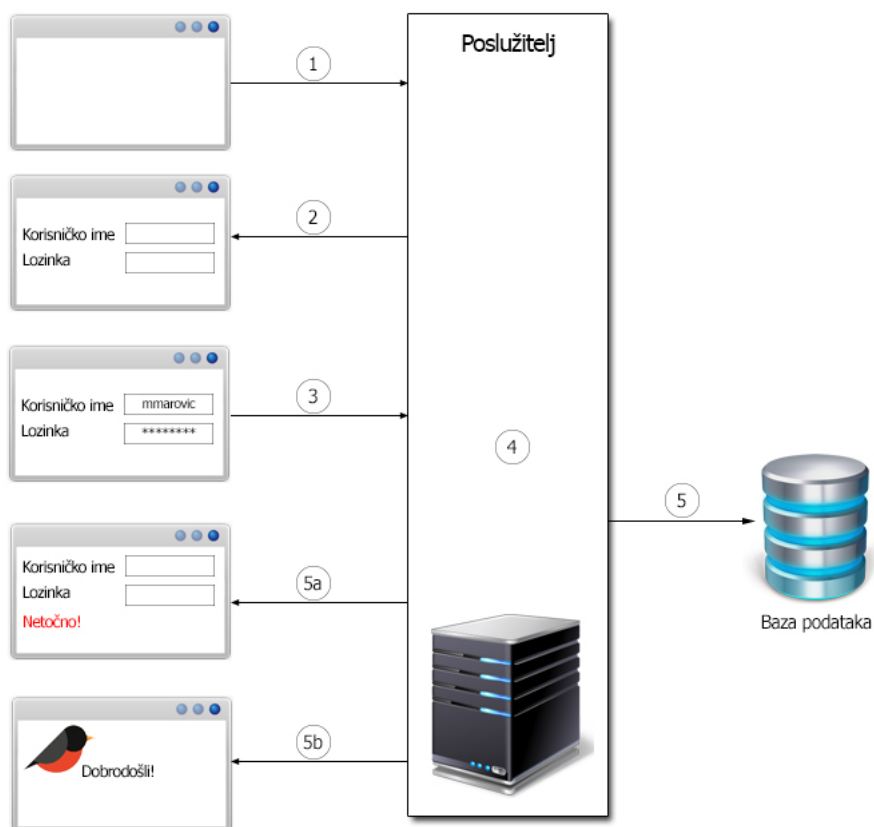 Poslužitelj
1
2
Korisničko ime
Lozinka
3
Korisničko ime mmarovic
Lozinka ********
4
5
Baza podataka
5a
Korisničko ime
Lozinka
Netočno!
5b
Dobrodošli!